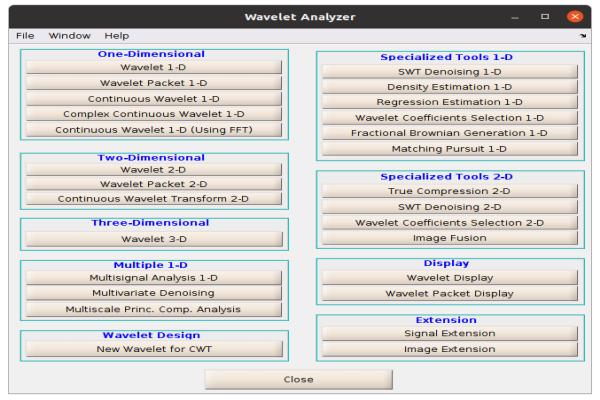 Wavelet Analyzer
File Window Help
One-Dimensional
Wavelet 1-D
Wavelet Packet 1-D
Continuous Wavelet 1-D
Complex Continuous Wavelet 1-D
Continuous Wavelet 1-D (Using FFT)
Two-Dimensional
Wavelet 2-D
Wavelet Packet 2-D
Continuous Wavelet Transform 2-D
Three-Dimensional
Wavelet 3-D
Multiple 1-D
Multisignal Analysis 1-D
Multivariate Denoising
Multiscale Princ. Comp. Analysis
Wavelet Design
New Wavelet for CWT
Specialized Tools 1-D
SWT Denoising 1-D
Density Estimation 1-D
Regression Estimation 1-D
Wavelet Coefficients Selection 1-D
Fractional Brownian Generation 1-D
Matching Pursuit 1-D
Specialized Tools 2-D
True Compression 2-D
SWT Denoising 2-D
Wavelet Coefficients Selection 2-D
Image Fusion
Display
Wavelet Display
Wavelet Packet Display
Extension
Signal Extension
Image Extension
Close